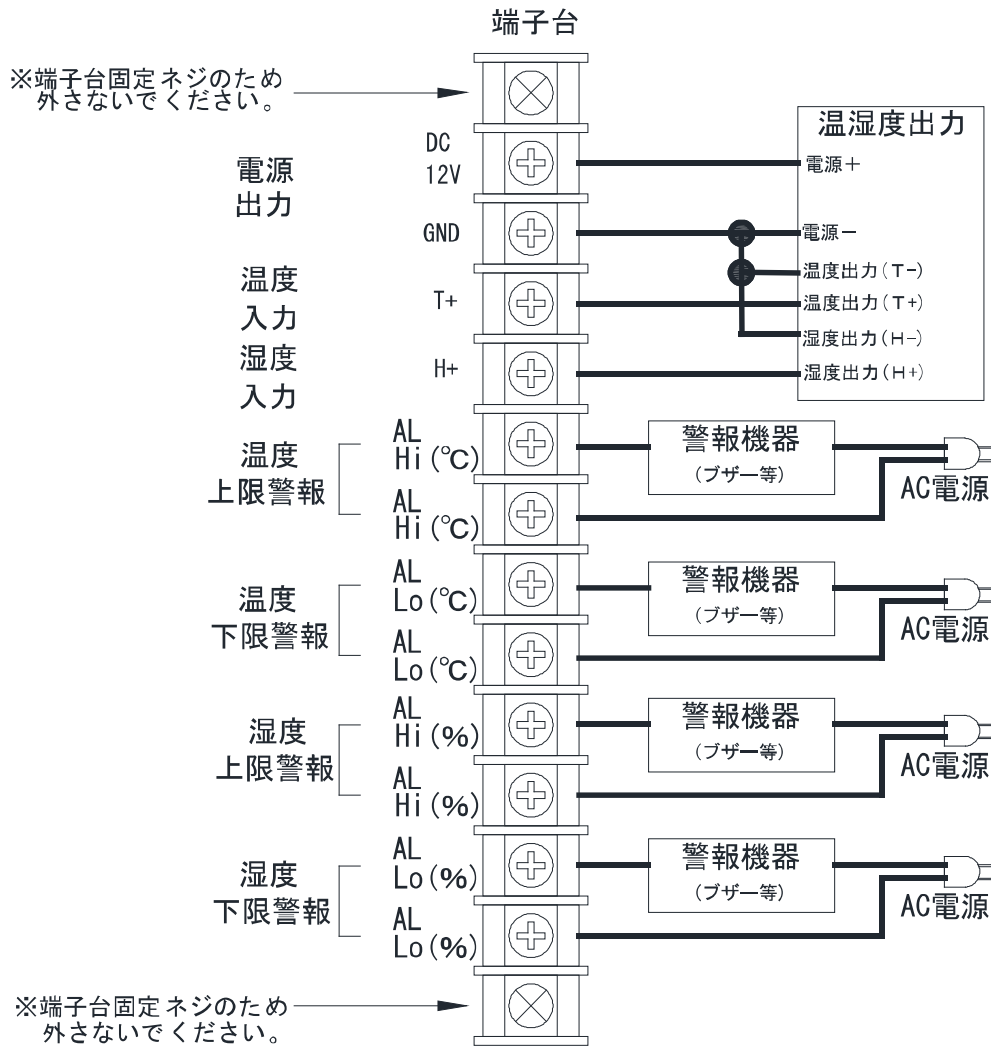 端子台
※端子台固定ネジのため
外さないでください。
電源
出力
DC
12V
GND
温度
入力
T+
湿度
入力
H+
温湿度出力
電源+
電源−
温度出力(T-)
温度出力(T+)
湿度出力(H-)
湿度出力(H+)
温度
上限警報
AL
Hi(℃)
AL
Hi(℃)
警報機器
(ブザー等)
AC電源
温度
下限警報
AL
Lo(℃)
AL
Lo(℃)
警報機器
(ブザー等)
AC電源
湿度
上限警報
AL
Hi(%)
AL
Hi(%)
警報機器
(ブザー等)
AC電源
湿度
下限警報
AL
Lo(%)
AL
Lo(%)
警報機器
(ブザー等)
AC電源
※端子台固定ネジのため
外さないでください。